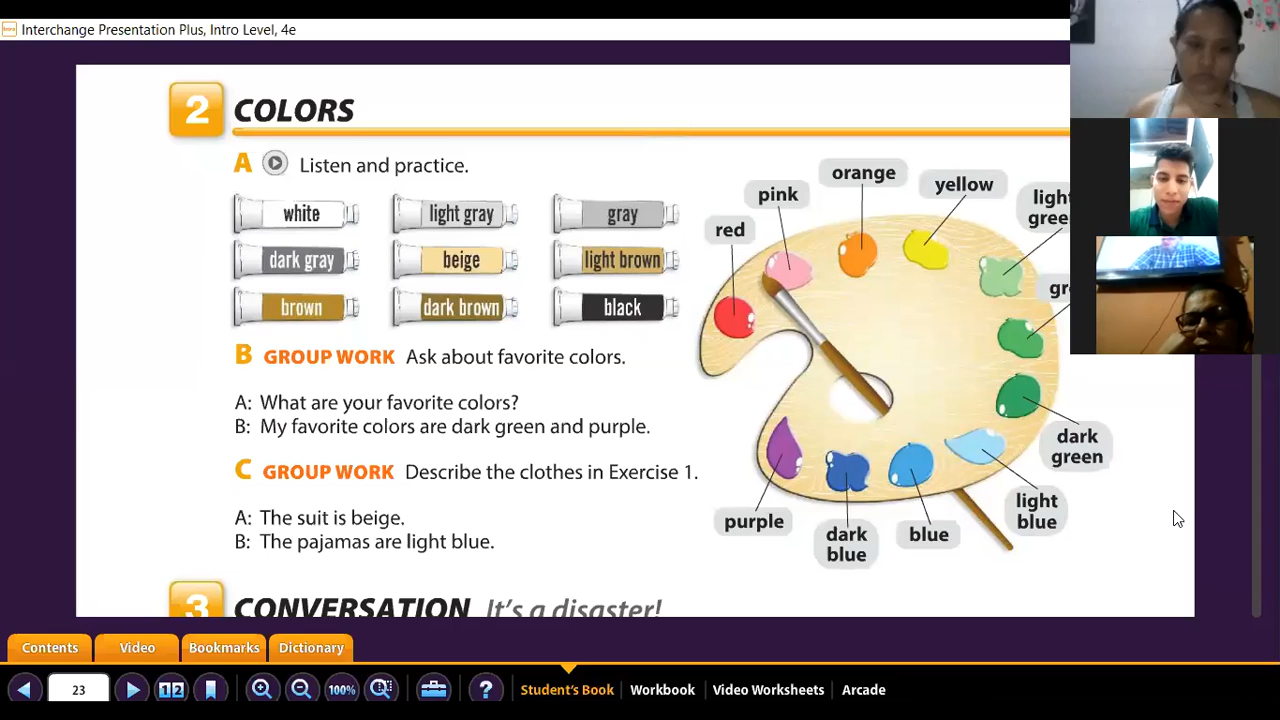 Interchange Presentation Plus, Intro Level, 4e
2 COLORS
A Listen and practice.
white light gray gray
dark gray beige light brown
brown dark brown black
red
pink
orange
yellow
dark
green
light
blue
blue
dark
blue
purple
B GROUP WORK Ask about favorite colors.
A: What are your favorite colors?
B: My favorite colors are dark green and purple.
C GROUP WORK Describe the clothes in Exercise 1.
A: The suit is beige.
B: The pajamas are light blue.
3 CONVERSATION It's a disaster!
Contents Video Bookmarks Dictionary
23 12 100% ? Student's Book Workbook Video Worksheets Arcade